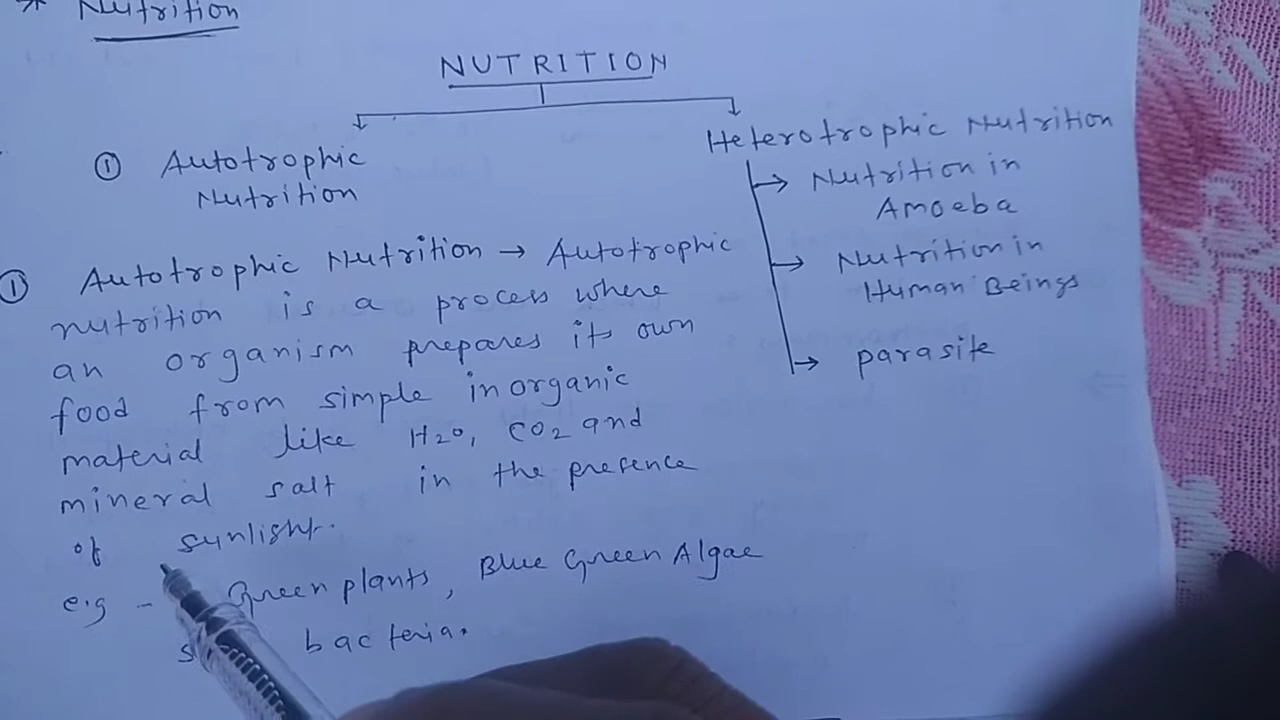 * Nutrition
NUTRITION
① Autotrophic
Nutrition
Heterotrophic Nutrition
→ Nutrition in
Amoeba
→ Nutrition in
Human Beings
→ parasite
① Autotrophic Nutrition → Autotrophic
nutrition is a process where
an organism prepares its own
food from simple inorganic
material like H2O, CO2 and
mineral salt in the presence
of sunlight.
e.g - Green plants, Blue Green Algae
bacteria.